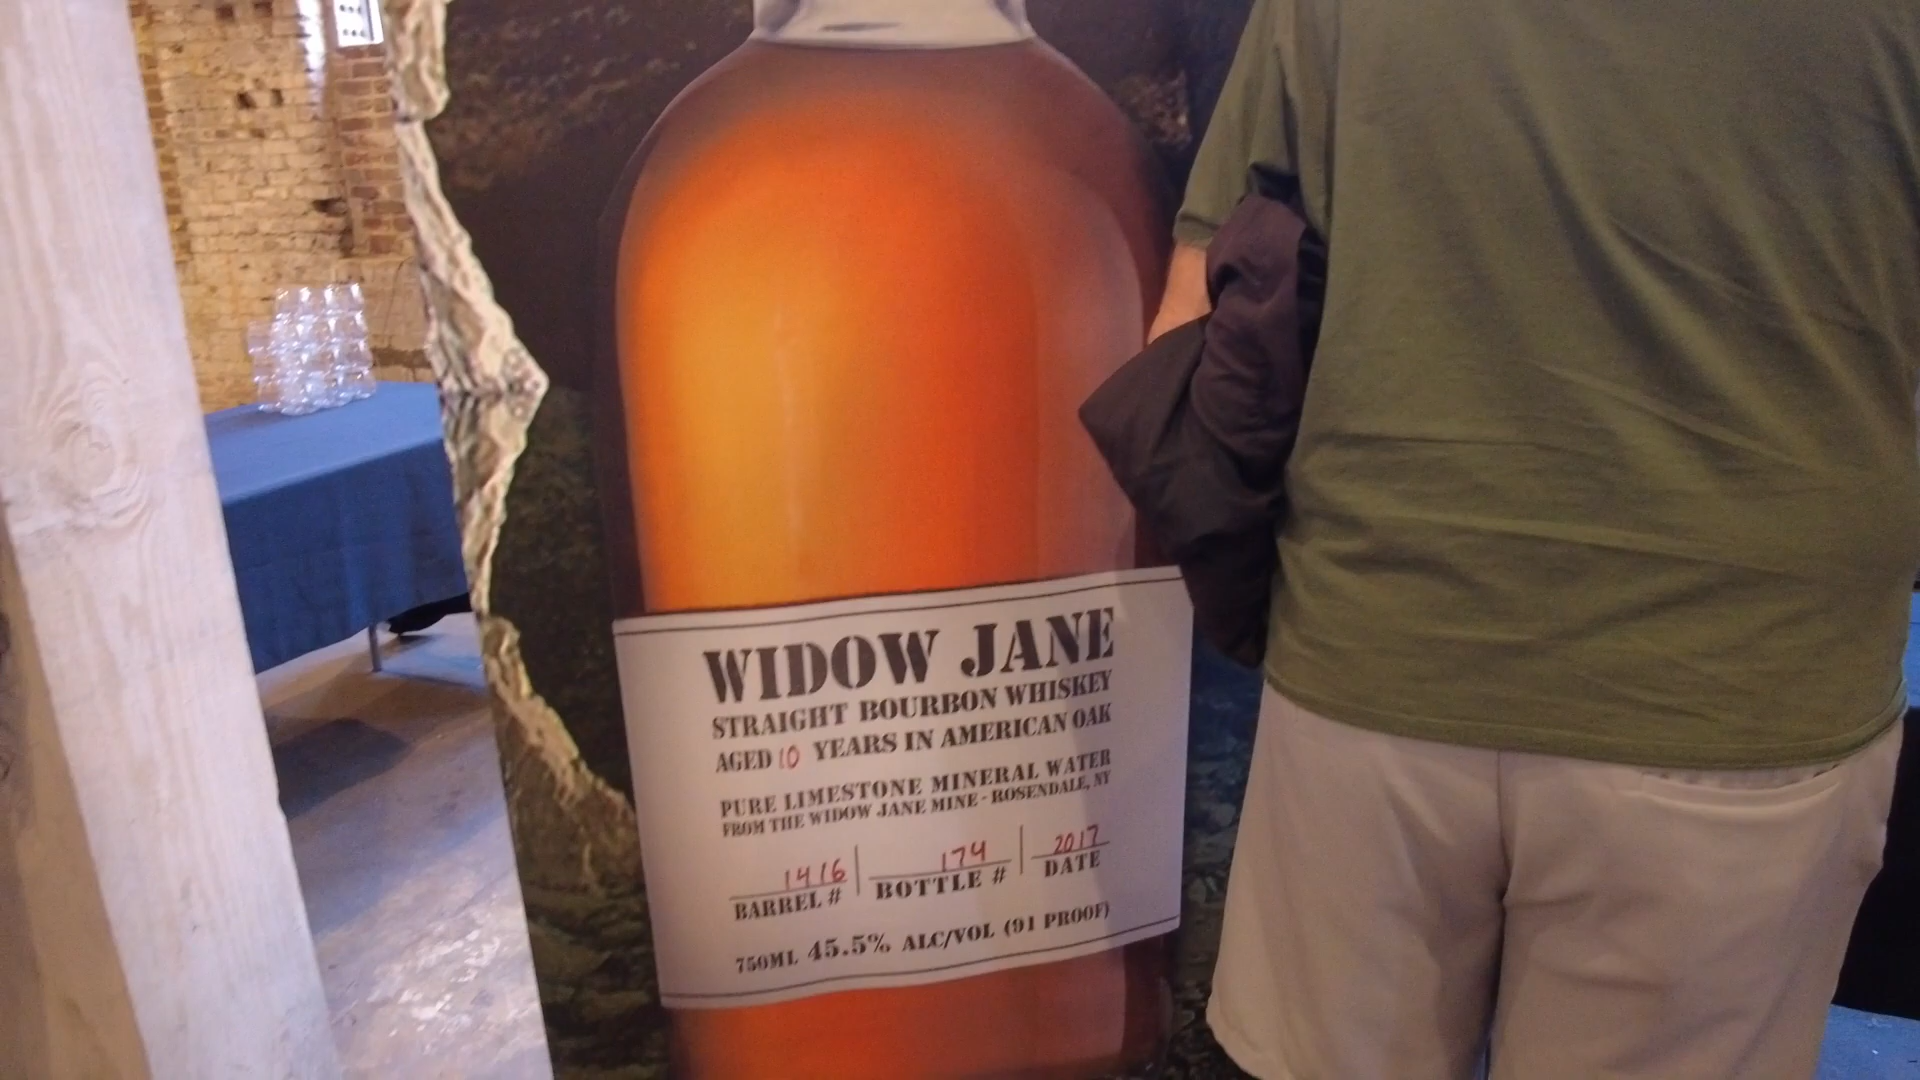 WIDOW JANE
STRAIGHT BOURBON WHISKEY
AGED 10 YEARS IN AMERICAN OAK
PURE LIMESTONE MINERAL WATER
FROM THE WIDOW JANE MINE - ROSENDALE, NY
1416 174 2017
BARREL # BOTTLE # DATE
750ML 45.5% ALC/VOL (91 PROOF)